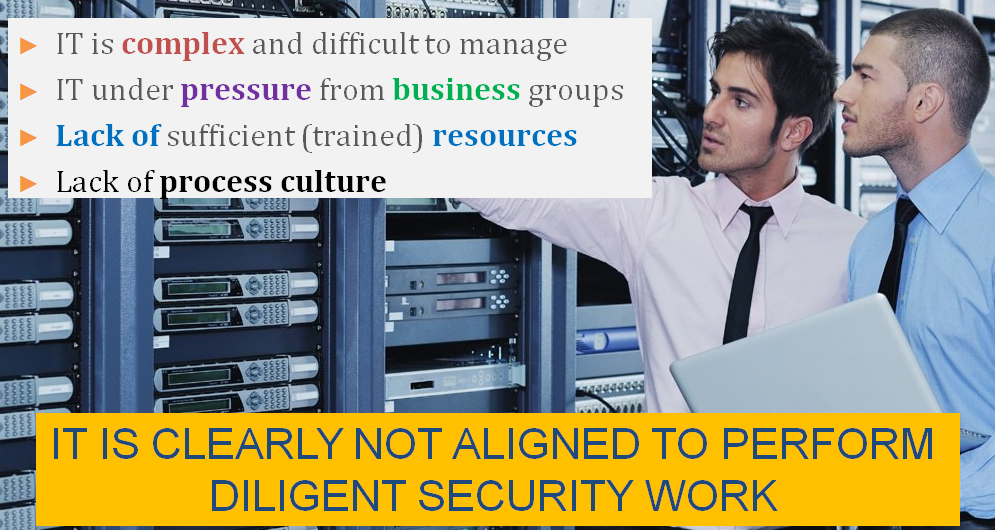 ► IT is complex and difficult to manage
► IT under pressure from business groups
► Lack of sufficient (trained) resources
► Lack of process culture
IT IS CLEARLY NOT ALIGNED TO PERFORM
DILIGENT SECURITY WORK